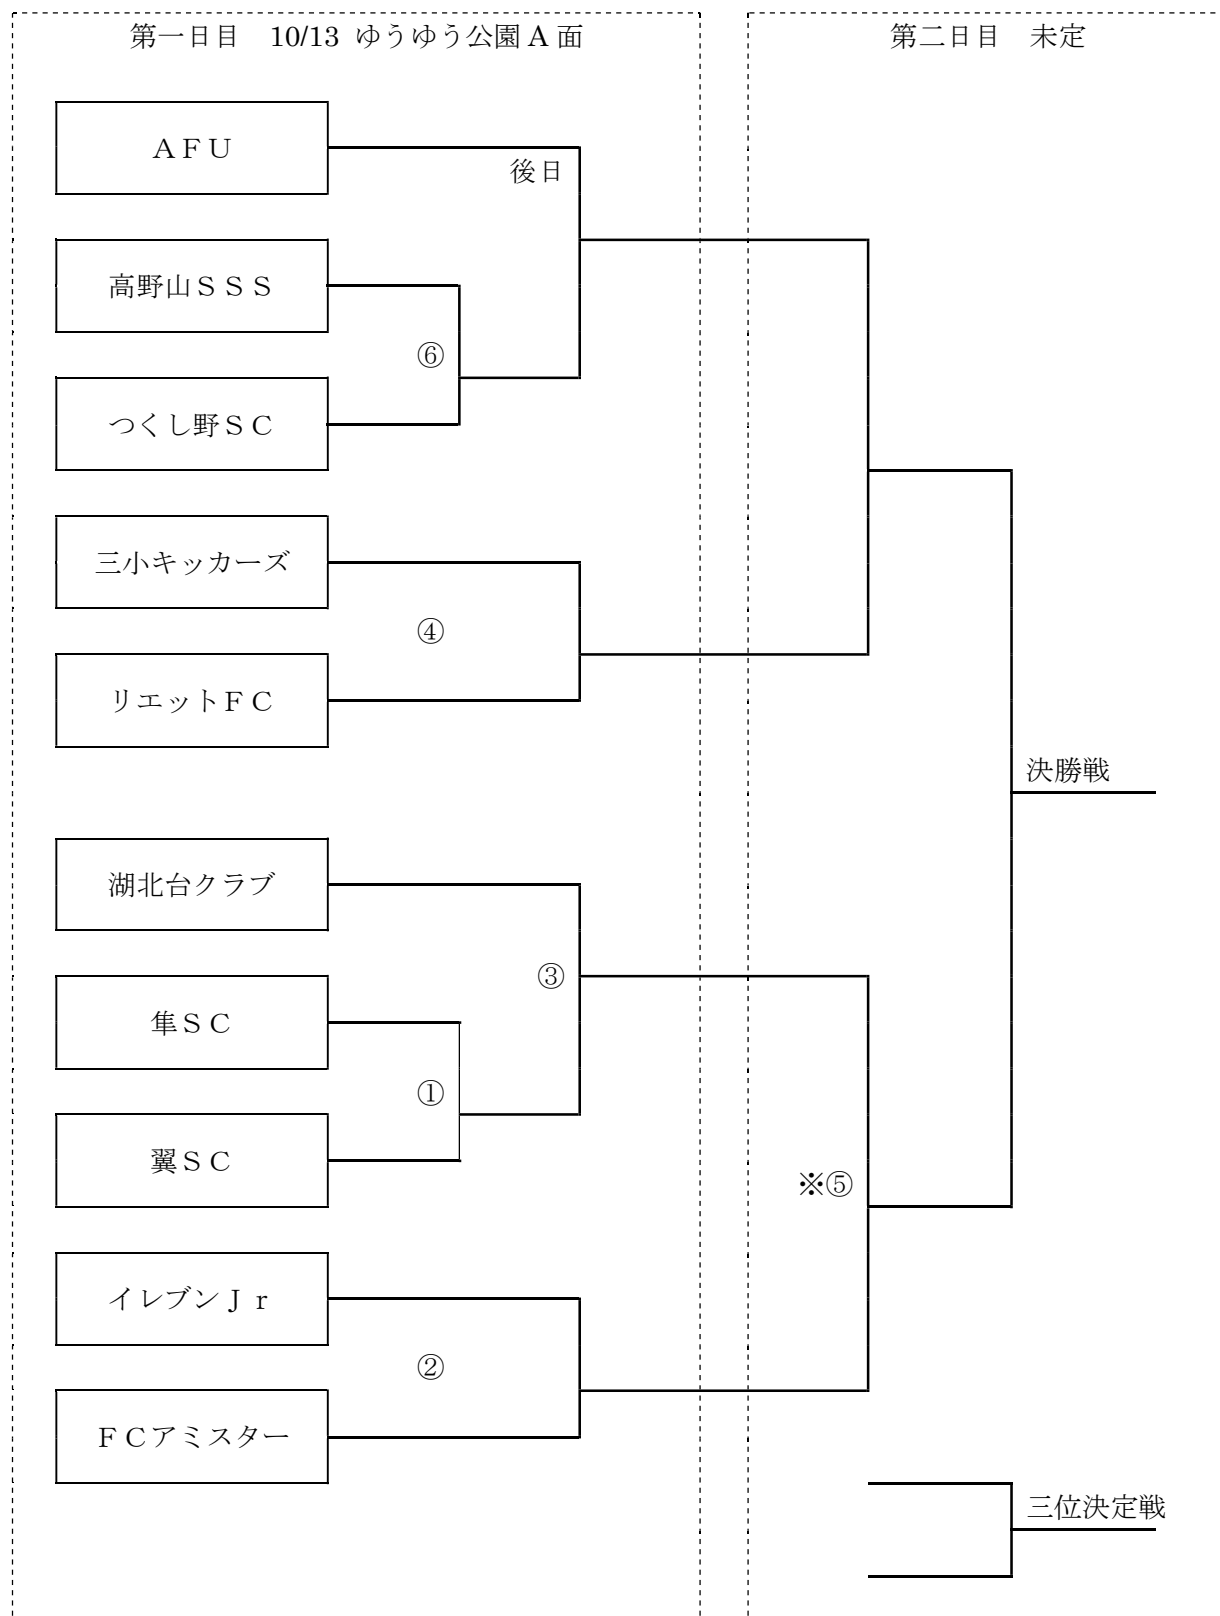 第一日目　10/13 ゆうゆう公園A面
第二日目　未定
ＡＦＵ
後日
高野山ＳＳＳ
⑥
つくし野ＳＣ
三小キッカーズ
④
リエットＦＣ
決勝戦
湖北台クラブ
③
隼ＳＣ
①
翼ＳＣ
※⑤
イレブンＪｒ
②
ＦＣアミスター
三位決定戦